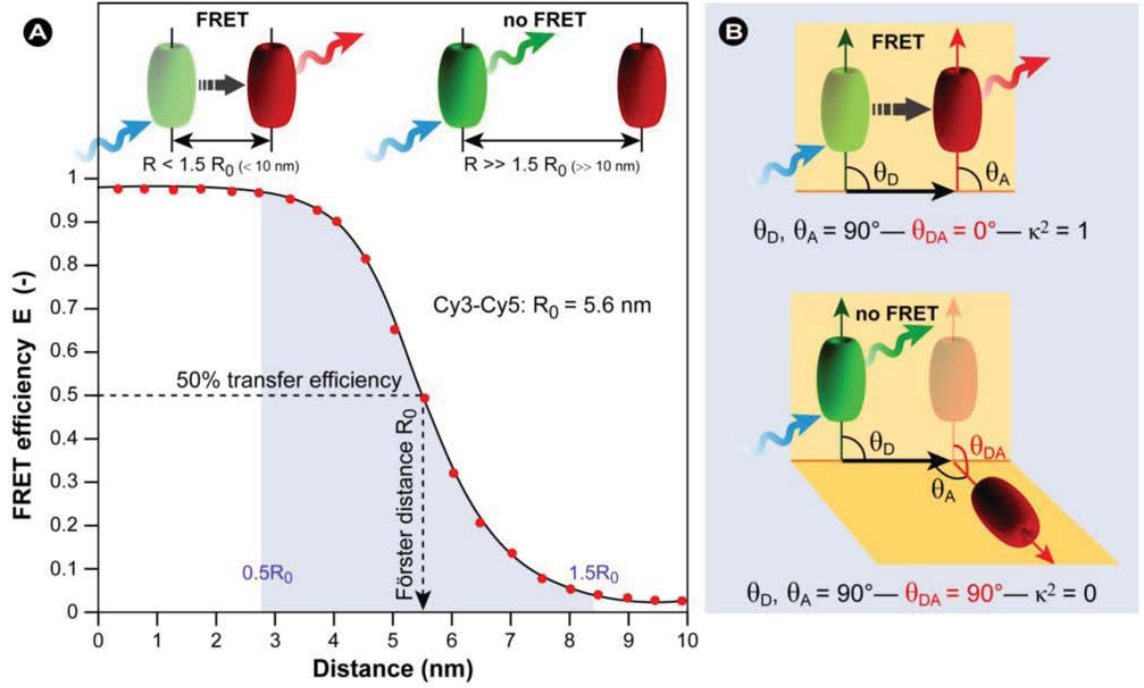 A
FRET
no FRET
R < 1.5 R0 (< 10 nm)
R >> 1.5 R0 (>> 10 nm)
1
0.9
0.8
0.7
0.6
0.5
0.4
0.3
0.2
0.1
0
FRET efficiency E (-)
Cy3-Cy5: R0 = 5.6 nm
50% transfer efficiency
Förster distance R0
0.5R0
1.5R0
0 1 2 3 4 5 6 7 8 9 10
Distance (nm)
B
FRET
θD
θA
θD, θA = 90°— θDA = 0°— κ² = 1
no FRET
θD
θDA
θA
θD, θA = 90°— θDA = 90°— κ² = 0